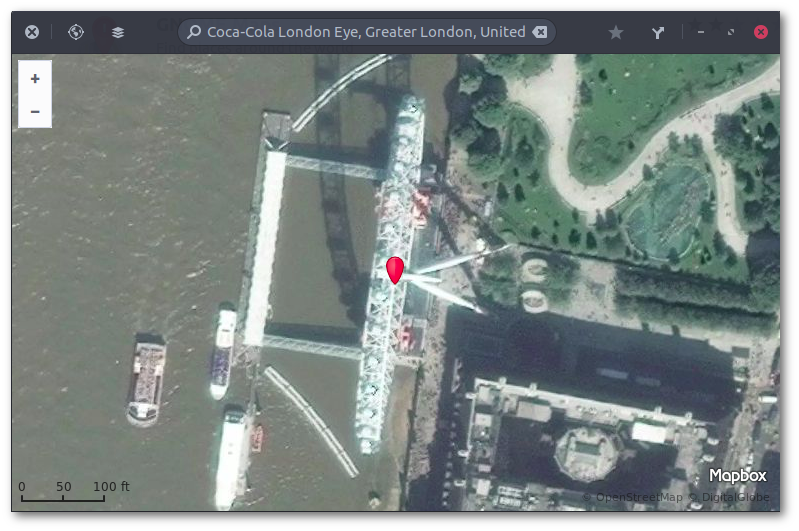 Coca-Cola London Eye, Greater London, United
+
−
0 50 100 ft
Mapbox
© OpenStreetMap © DigitalGlobe